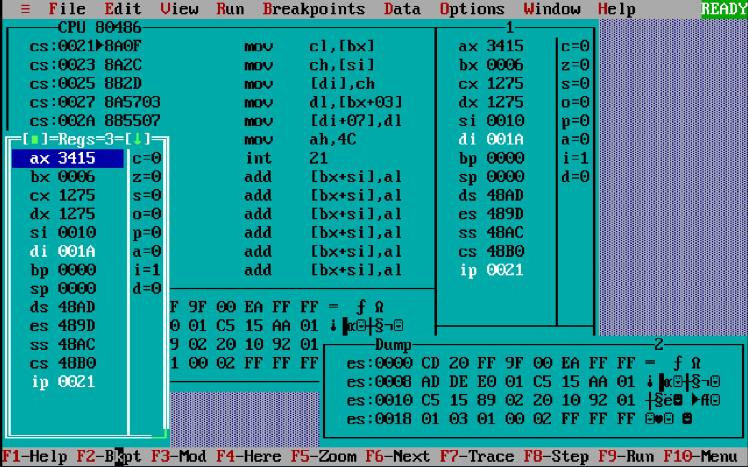 ≡ File Edit View Run Breakpoints Data Options Window Help READY
CPU 80486 1
cs:0021▶8A0F mov cl,[bx] ax 3415 c=0
cs:0023 8A2C mov ch,[si] bx 0006 z=0
cs:0025 882D mov [di],ch cx 1275 s=0
cs:0027 8A5703 mov dl,[bx+03] dx 1275 o=0
cs:002A 885507 mov [di+07],dl si 0010 p=0
mov ah,4C di 001A a=0
int 21 bp 0000 i=1
add [bx+si],al sp 0000 d=0
add [bx+si],al ds 48AD
add [bx+si],al es 489D
add [bx+si],al ss 48AC
add [bx+si],al cs 48B0
add [bx+si],al ip 0021
[■]=Regs=3=[↓]
ax 3415 c=0
bx 0006 z=0
cx 1275 s=0
dx 1275 o=0
si 0010 p=0
di 001A a=0
bp 0000 i=1
sp 0000 d=0
ds 48AD
es 489D
ss 48AC
cs 48B0
ip 0021
F 9F 00 EA FF FF = ƒ Ω
0 01 C5 15 AA 01
9 02 20 10 92 01
1 00 02 FF FF FF
Dump 2
es:0000 CD 20 FF 9F 00 EA FF FF = ƒ Ω
es:0008 AD DE E0 01 C5 15 AA 01 ¡▐α☺┼§¬☺
es:0010 C5 15 89 02 20 10 92 01 ┼§ë☻ ►Æ☺
es:0018 01 03 01 00 02 FF FF FF ☺♥☺ ☻
F1-Help F2-Bkpt F3-Mod F4-Here F5-Zoom F6-Next F7-Trace F8-Step F9-Run F10-Menu